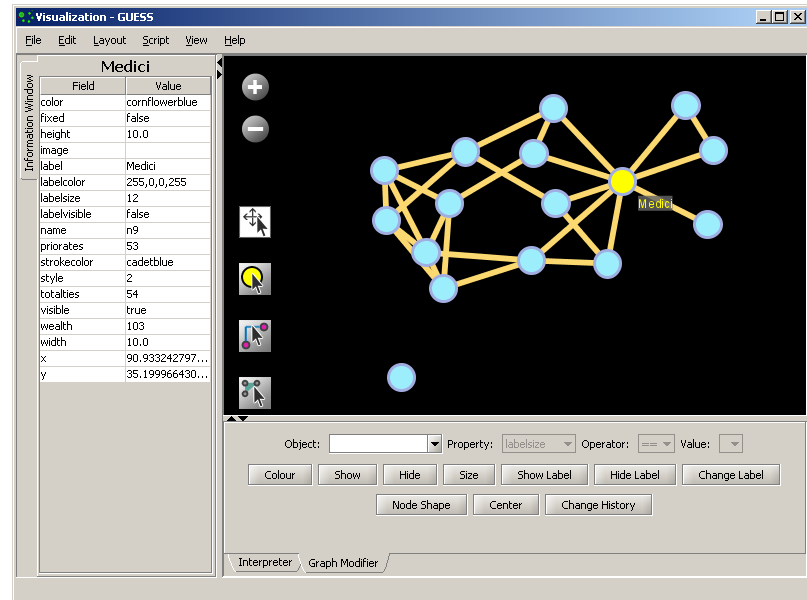 Visualization - GUESS
File Edit Layout Script View Help
Information Window
Medici
Field Value
color cornflowerblue
fixed false
height 10.0
image
label Medici
labelcolor 255,0,0,255
labelsize 12
labelvisible false
name n9
priorates 53
strokecolor cadetblue
style 2
totalties 54
visible true
wealth 103
width 10.0
x 90.933242797...
y 35.199966430...
Medici
Object: Property: labelsize Operator: == Value:
Colour Show Hide Size Show Label Hide Label Change Label
Node Shape Center Change History
Interpreter Graph Modifier